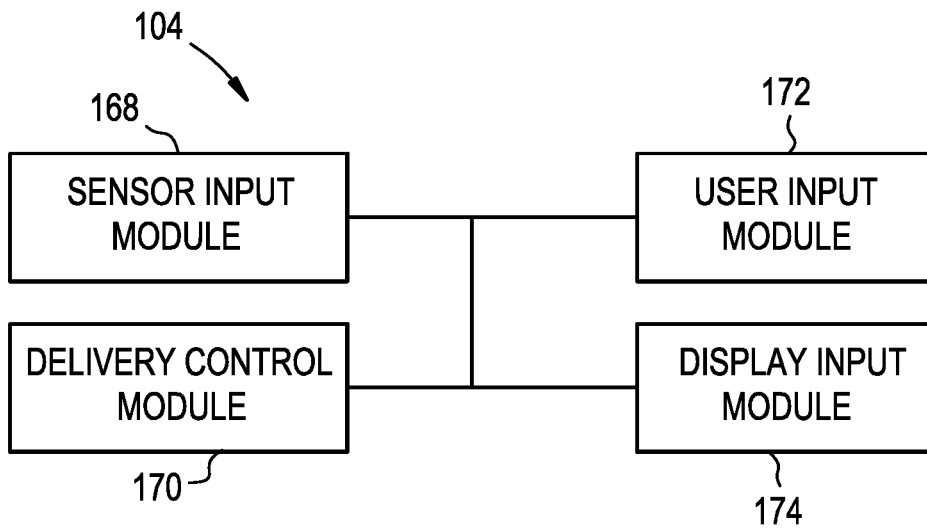 104
168
172
SENSOR INPUT
MODULE
USER INPUT
MODULE
DELIVERY CONTROL
MODULE
DISPLAY INPUT
MODULE
170
174